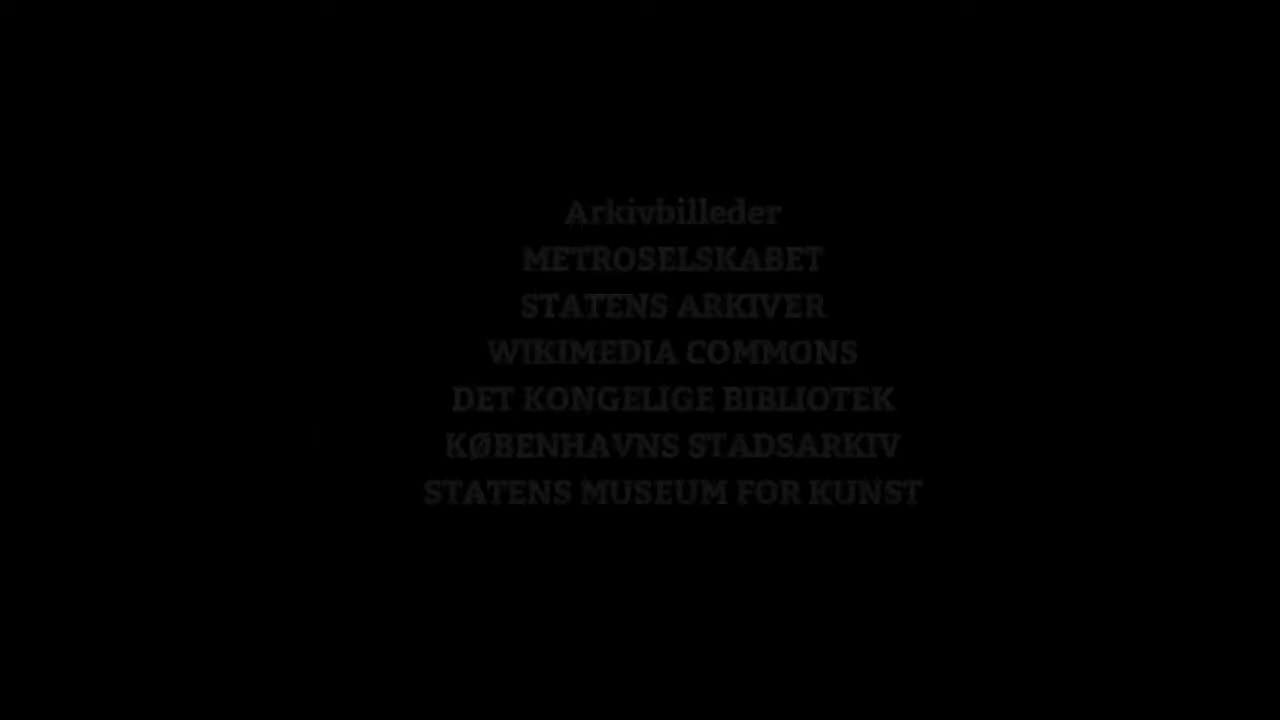 Arkivbilleder
METROSELSKABET
STATENS ARKIVER
WIKIMEDIA COMMONS
DET KONGELIGE BIBLIOTEK
KØBENHAVNS STADSARKIV
STATENS MUSEUM FOR KUNST